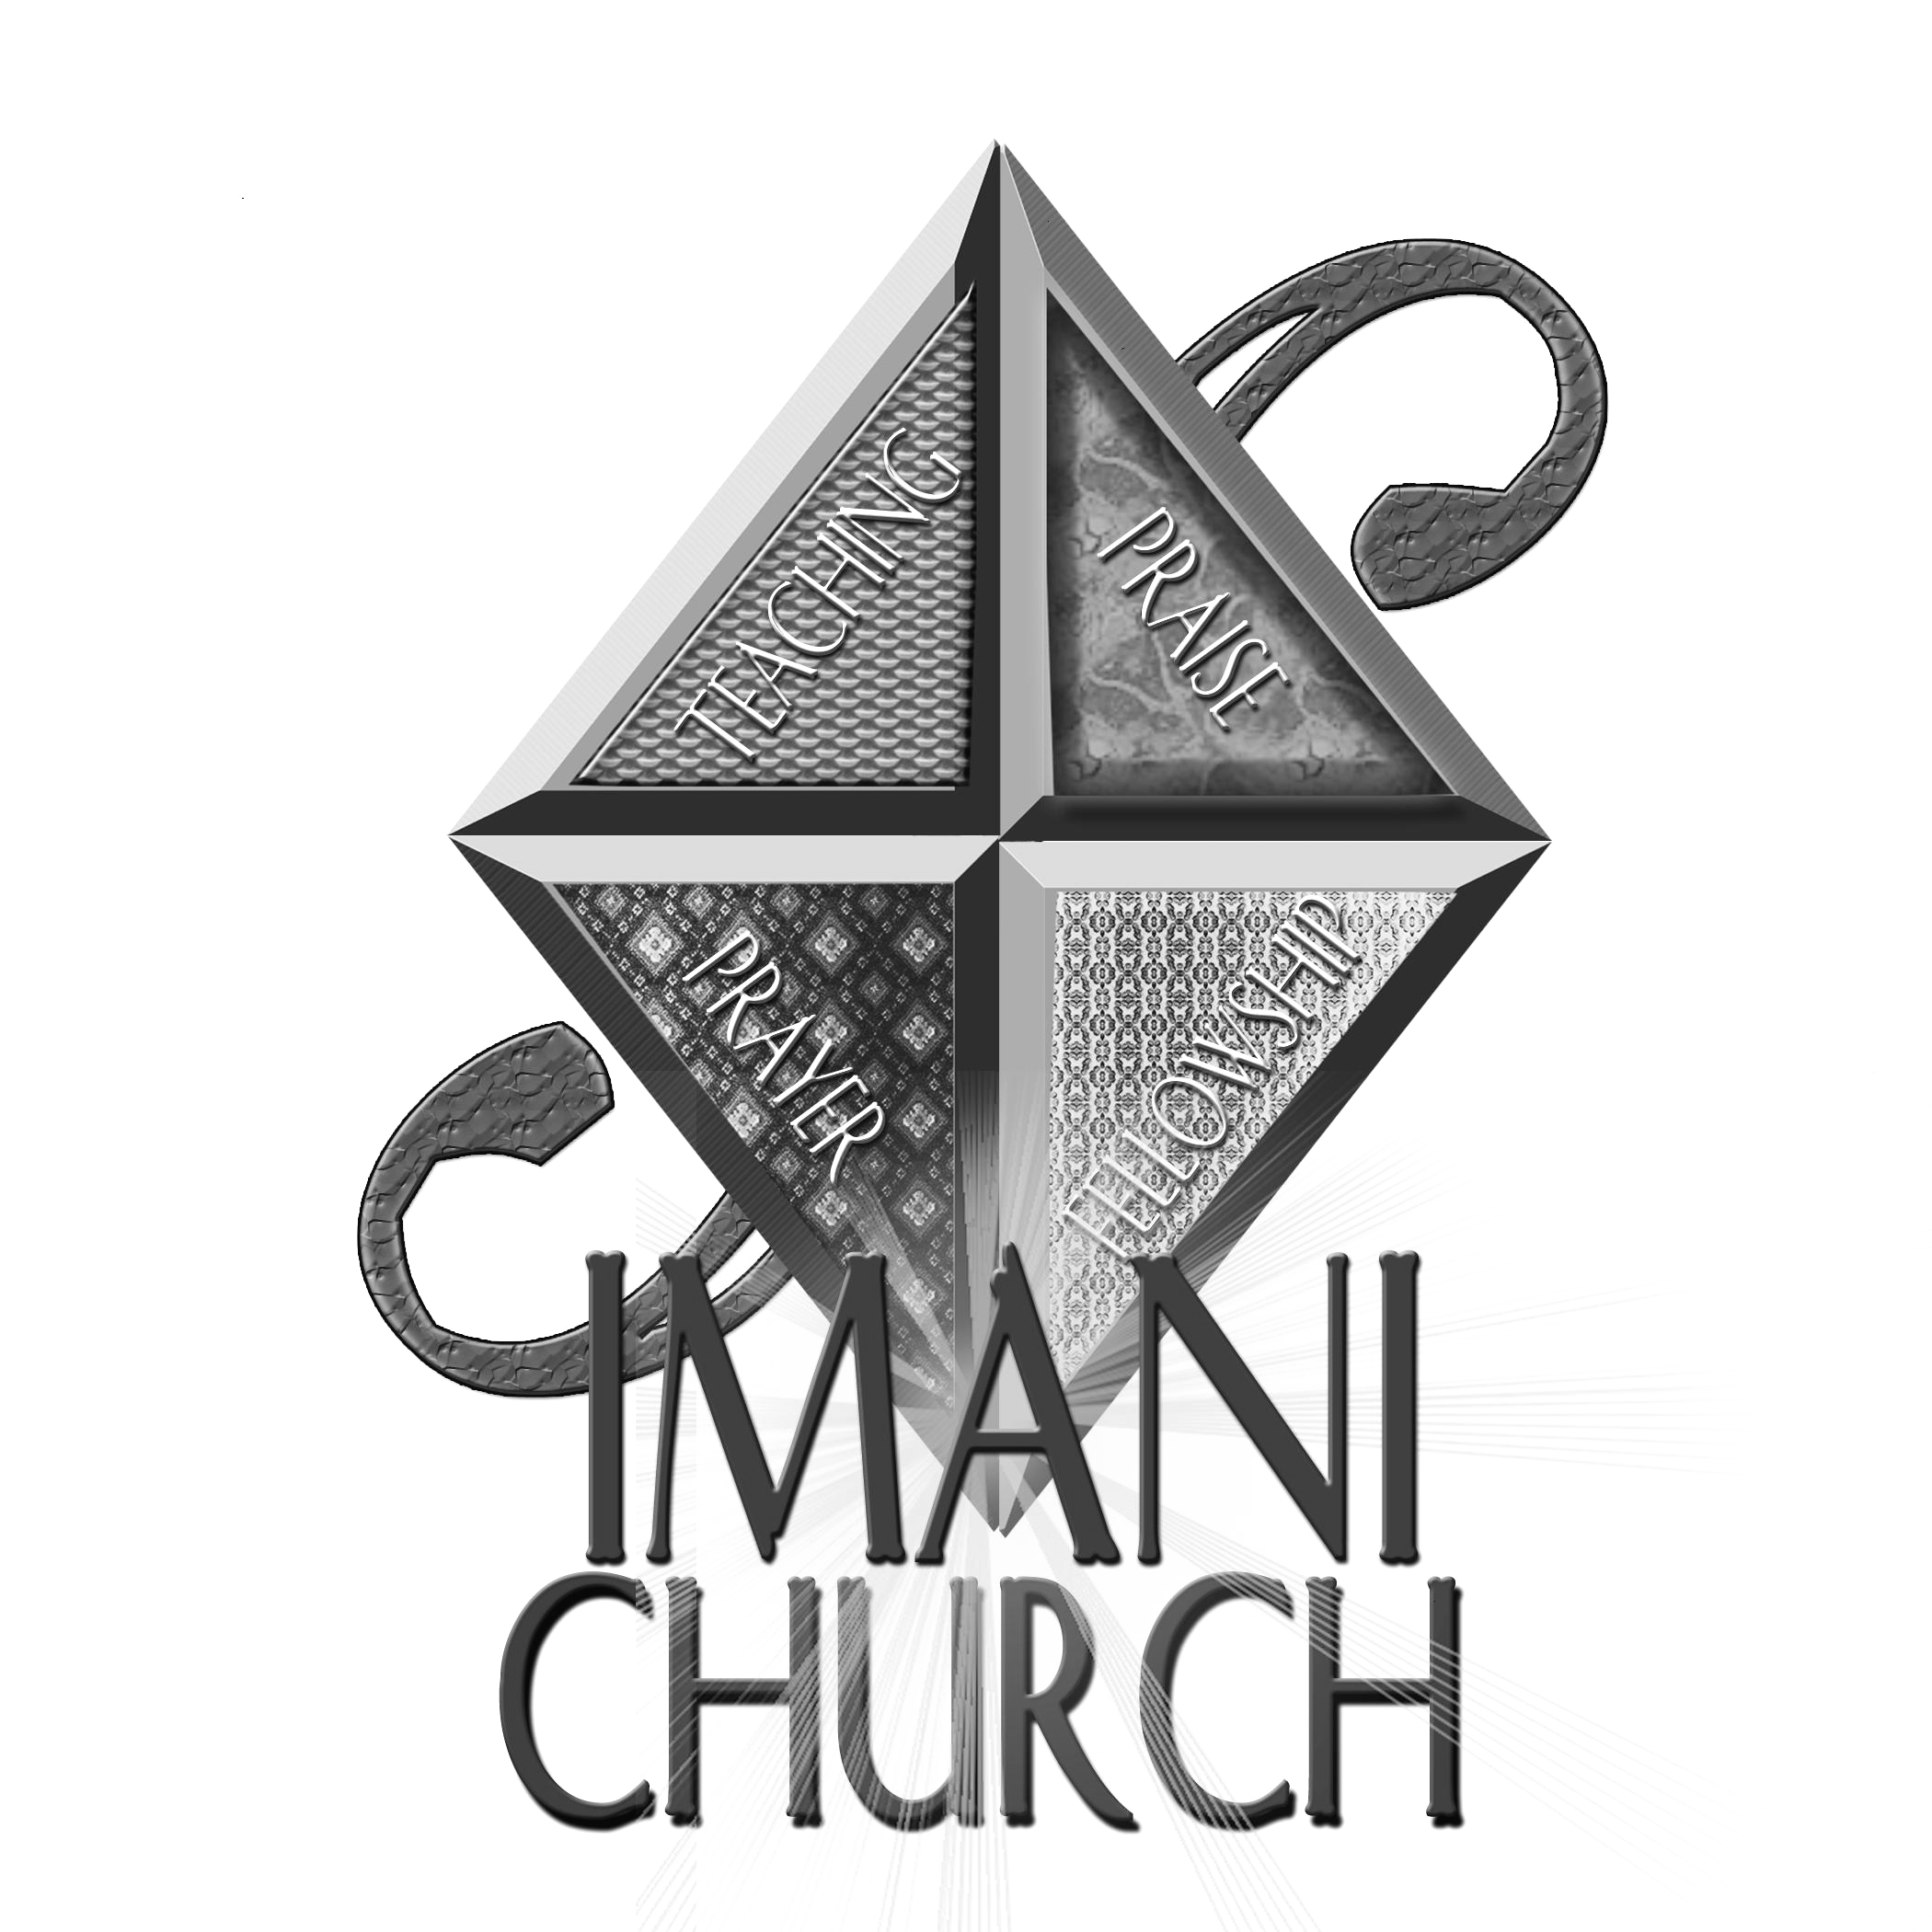 TEACHING
PRAISE
PRAYER
FELLOWSHIP
IMANI
CHURCH